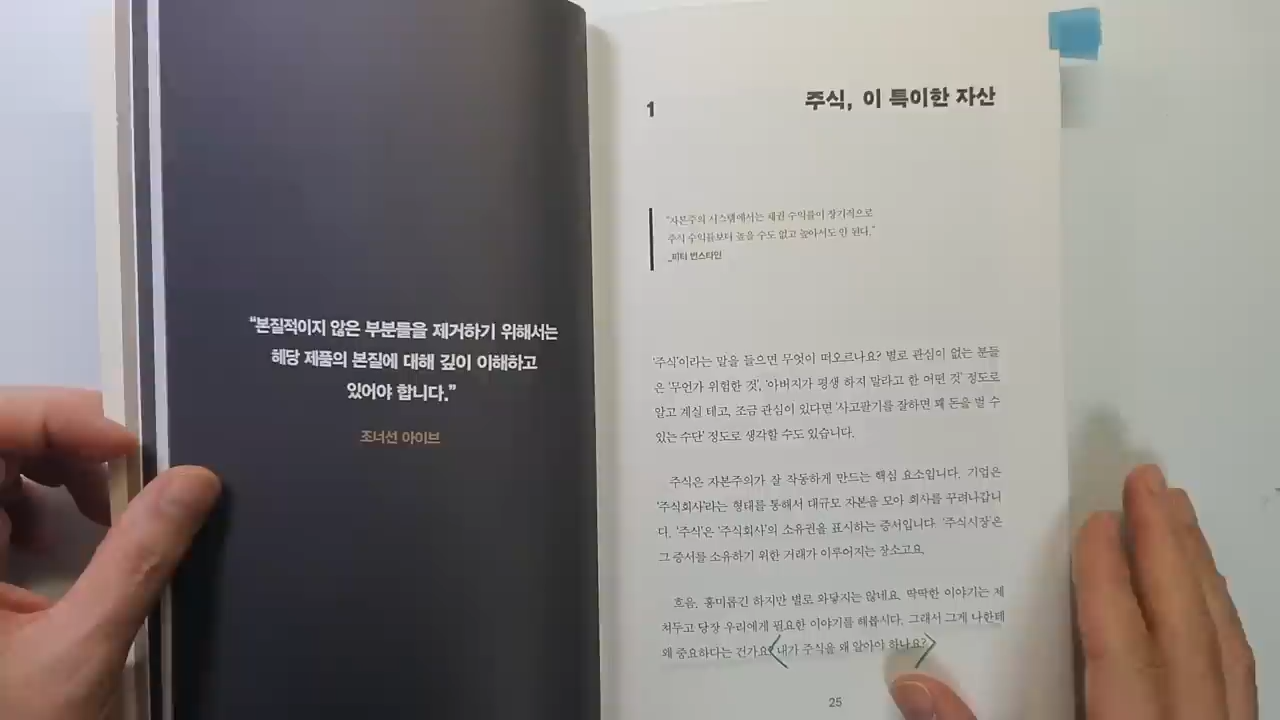 “본질적이지 않은 부분들을 제거하기 위해서는
해당 제품의 본질에 대해 깊이 이해하고
있어야 합니다.”
조너선 아이브
1
주식, 이 특이한 자산
“자본주의 시스템에서는 채권 수익률이 장기적으로
주식 수익률보다 높을 수도 없고 높아서도 안 된다.”
_피터 번스타인
‘주식’이라는 말을 들으면 무엇이 떠오르나요? 별로 관심이 없는 분들
은 ‘무언가 위험한 것’, ‘아버지가 평생 하지 말라고 한 어떤 것’ 정도로
알고 계실 테고, 조금 관심이 있다면 ‘사고팔기를 잘하면 꽤 돈을 벌 수
있는 수단’ 정도로 생각할 수도 있습니다.
주식은 자본주의가 잘 작동하게 만드는 핵심 요소입니다. 기업은
‘주식회사’라는 형태를 통해서 대규모 자본을 모아 회사를 꾸려나갑니
다. ‘주식’은 ‘주식회사’의 소유권을 표시하는 증서입니다. ‘주식시장’은
그 증서를 소유하기 위한 거래가 이루어지는 장소고요.
흐음. 흥미롭긴 하지만 별로 와닿지는 않네요. 딱딱한 이야기는 제
쳐두고 당장 우리에게 필요한 이야기를 해봅시다. 그래서 그게 나한테
왜 중요하다는 건가요? 내가 주식을 왜 알아야 하나요?
25